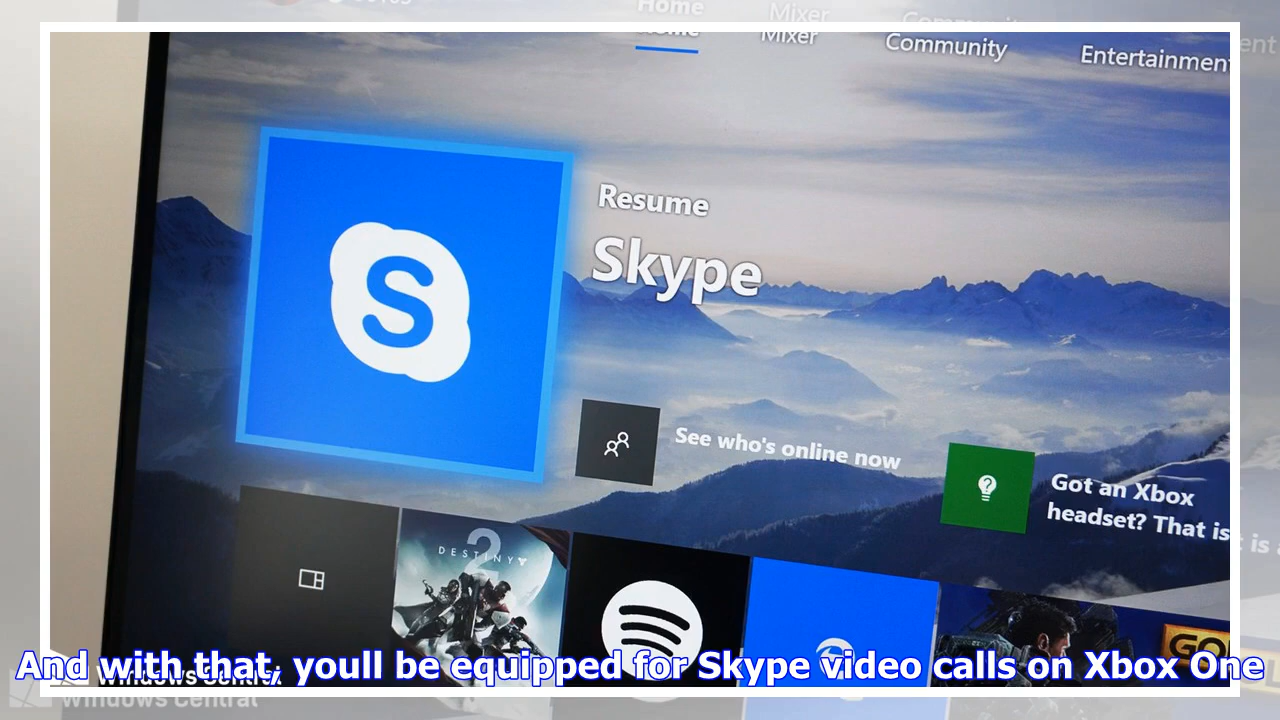 Home
Mixer
Mixer
Community
Entertainment
Resume
Skype
See who's online now
Got an Xbox
headset? That is
DESTINY
2
And with that, youll be equipped for Skype video calls on Xbox One
Windows Central